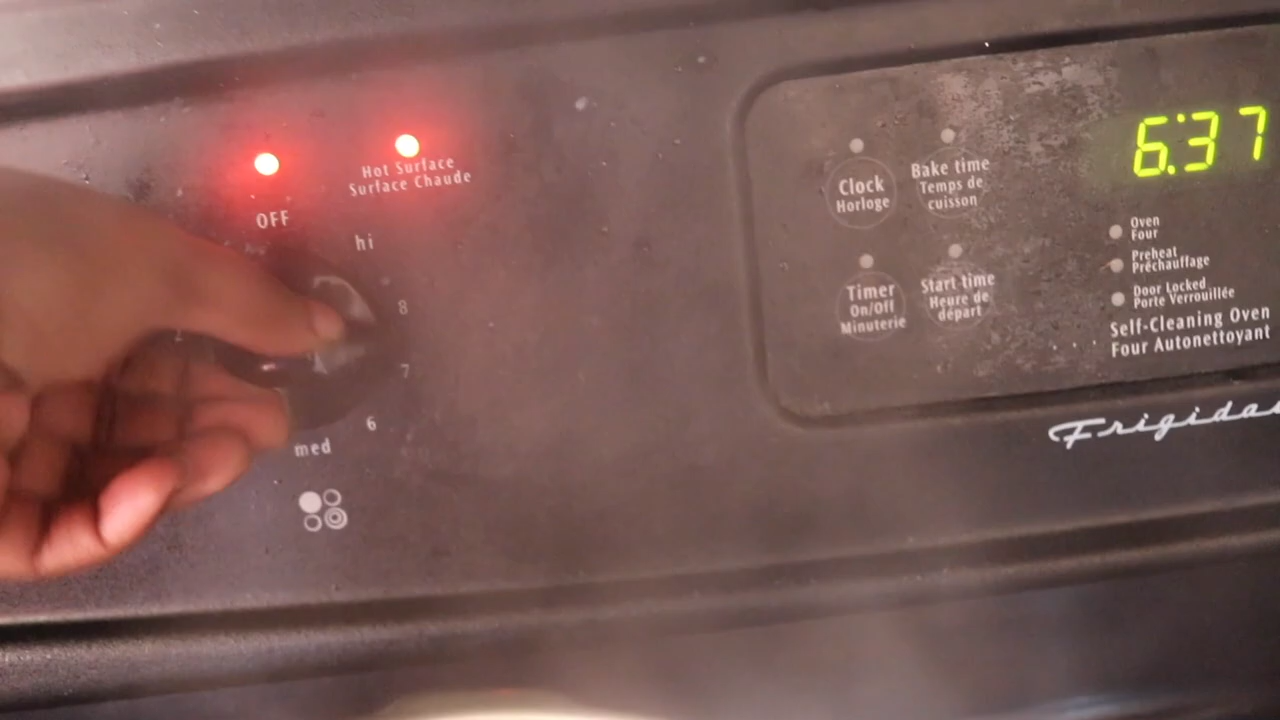 Hot Surface
Surface Chaude
OFF
hi
8
7
6
med
Clock
Horloge
Bake time
Temps de
cuisson
Timer
On/Off
Minuterie
Start time
Heure de
départ
6:37
Oven
Four
Preheat
Préchauffage
Door Locked
Porte Verrouillée
Self-Cleaning Oven
Four Autonettoyant
Frigida